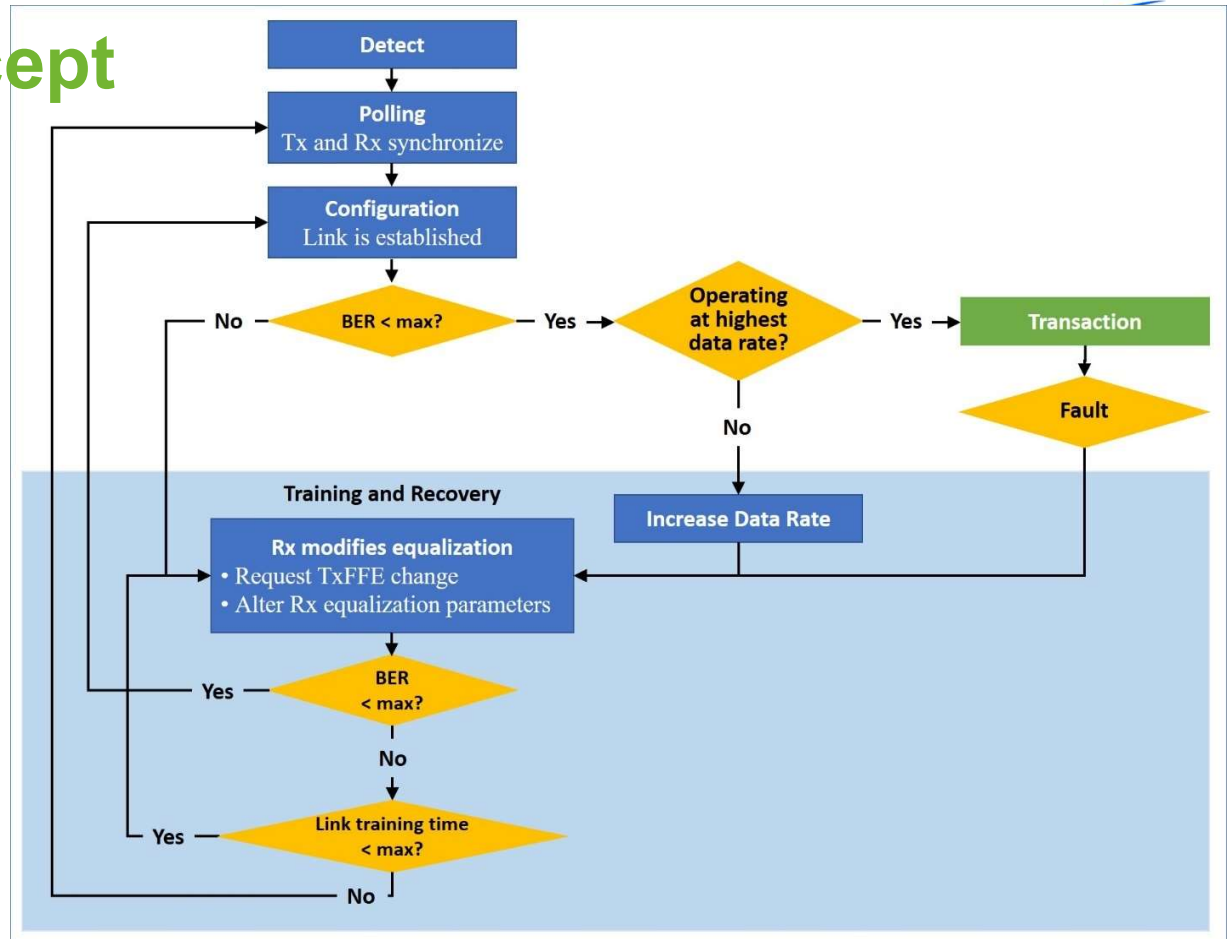 cept
Detect
Polling
Tx and Rx synchronize
Configuration
Link is established
BER < max?
No
Yes
Operating
at highest
data rate?
Yes
Transaction
No
Fault
Training and Recovery
Increase Data Rate
Rx modifies equalization
• Request TxFFE change
• Alter Rx equalization parameters
BER
< max?
Yes
No
Link training time
< max?
Yes
No